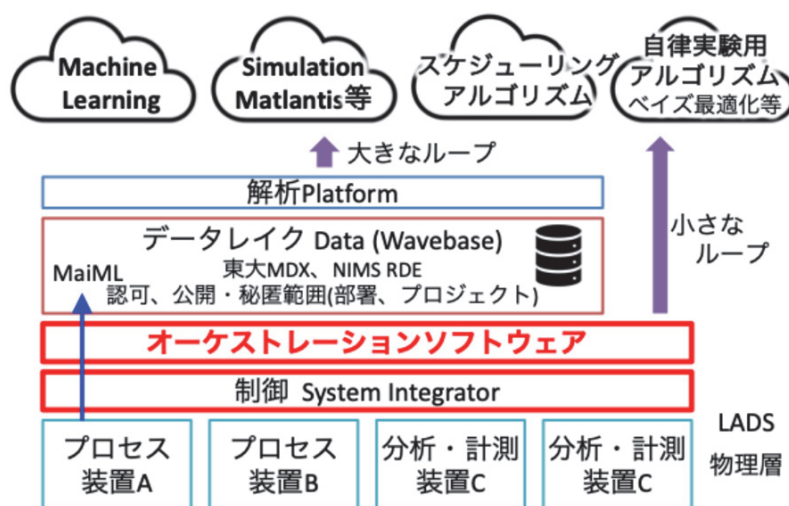 Machine
Learning
Simulation
Matlantis等
スケジューリング
アルゴリズム
自律実験用
アルゴリズム
ベイズ最適化等
大きなループ
解析Platform
小さな
ループ
データレイク Data (Wavebase)
MaiML
東大MDX、NIMS RDE
認可、公開・秘匿範囲(部署、プロジェクト)
オーケストレーションソフトウェア
制御 System Integrator
プロセス
装置A
プロセス
装置B
分析・計測
装置C
分析・計測
装置C
LADS
物理層